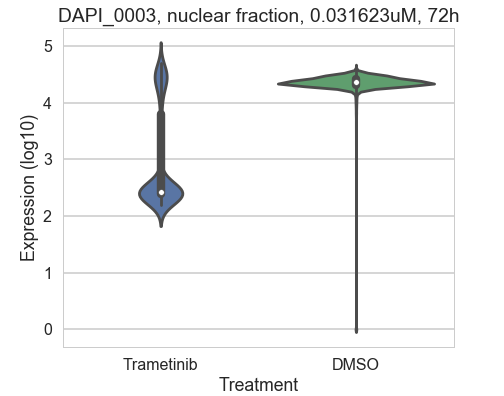 DAPI_0003, nuclear fraction, 0.031623uM, 72h
5
4
3
2
1
0
Expression (log10)
Trametinib DMSO
Treatment